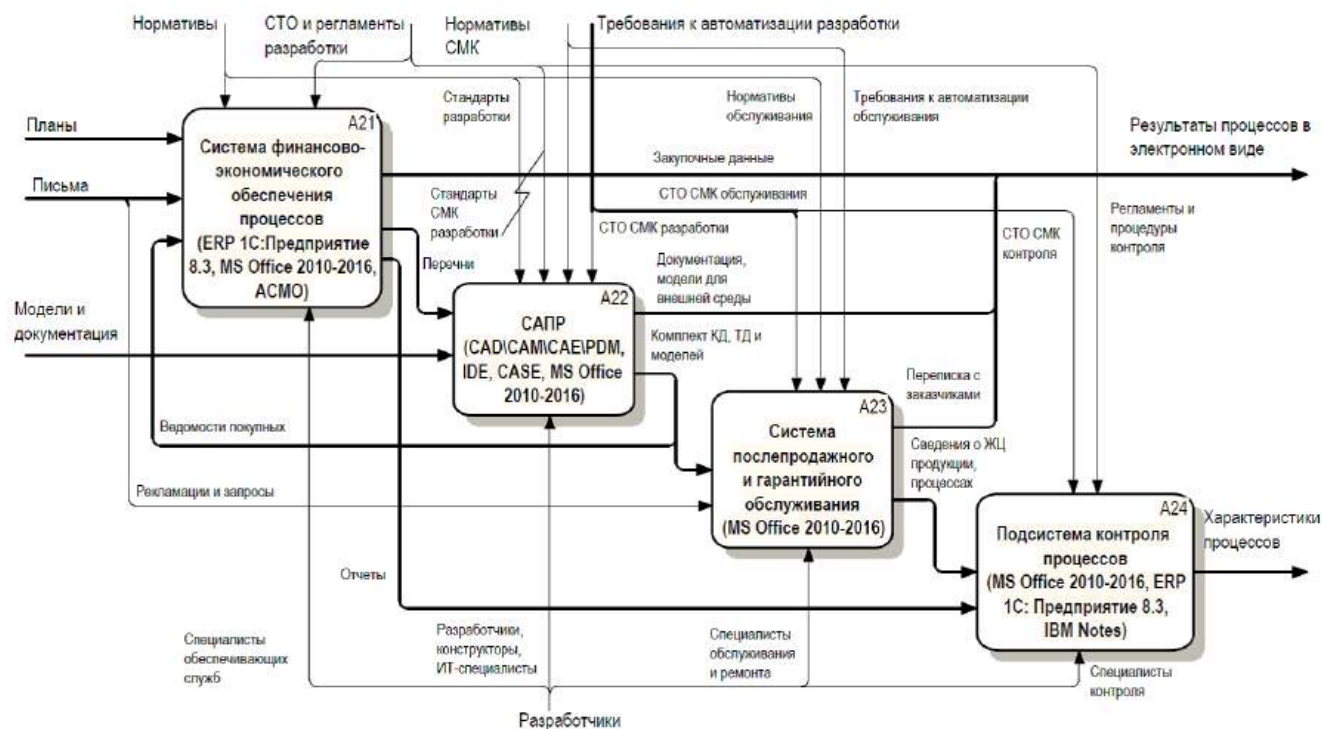 Нормативы
СТО и регламенты
разработки
Нормативы
СМК
Требования к автоматизации разработки
Стандарты
разработки
Нормативы
обслуживания
Требования к автоматизации
обслуживания
Планы
Письма
A21
Система финансово-
экономического
обеспечения
процессов
(ERP 1С:Предприятие
8.3, MS Office 2010-2016,
АСМО)
Закупочные данные
Результаты процессов в
электронном виде
Стандарты
СМК
разработки
СТО СМК обслуживания
СТО СМК разработки
СТО СМК
контроля
Регламенты и
процедуры
контроля
Перечни
Документация,
модели для
внешней среды
Модели и
документация
A22
САПР
(CAD\CAM\CAE\PDM,
IDE, CASE, MS Office
2010-2016)
Комплект КД, ТД и
моделей
Переписка с
заказчиками
Ведомости покупных
A23
Система
послепродажного
и гарантийного
обслуживания
(MS Office 2010-2016)
Сведения о ЖЦ
продукции,
процессах
Рекламации и запросы
A24
Подсистема контроля
процессов
(MS Office 2010-2016, ERP
1С: Предприятие 8.3,
IBM Notes)
Характеристики
процессов
Отчеты
Специалисты
обеспечивающих
служб
Разработчики,
конструкторы,
ИТ-специалисты
Специалисты
обслуживания
и ремонта
Специалисты
контроля
Разработчики